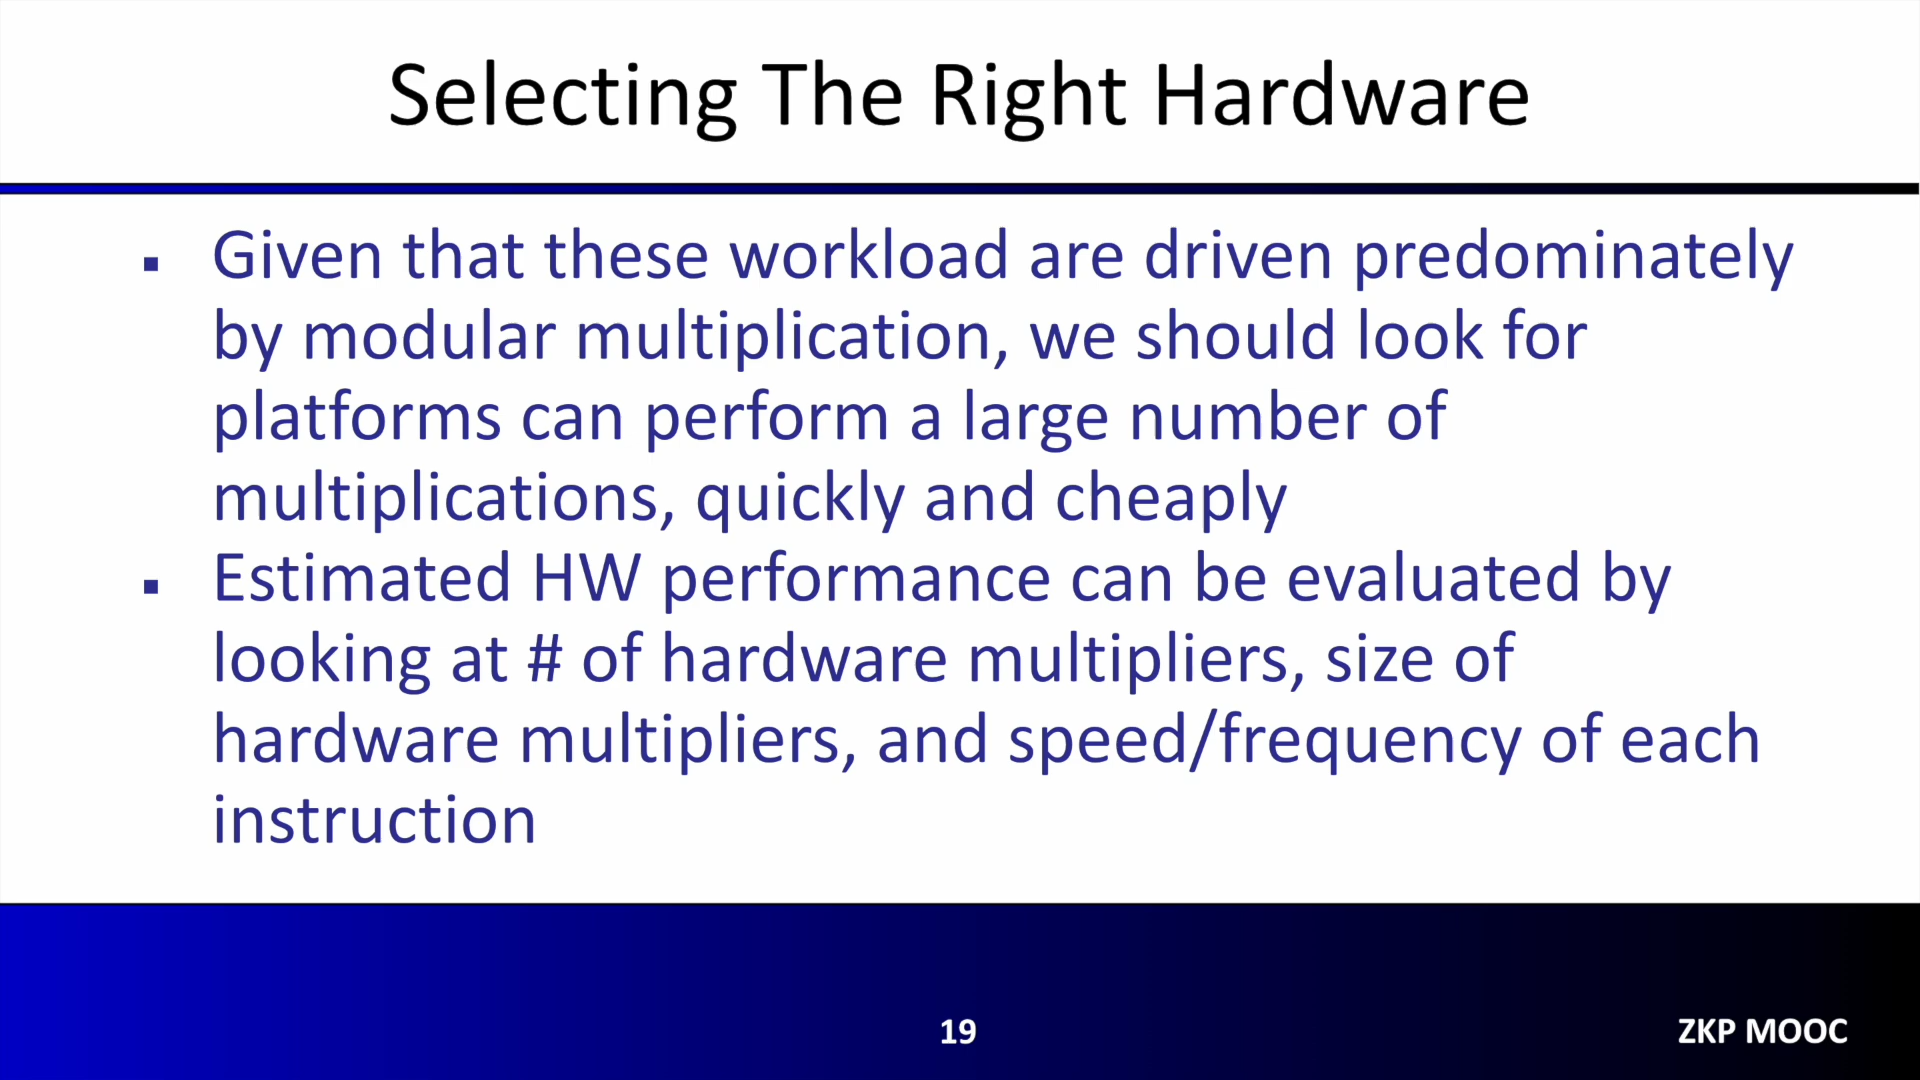 Selecting The Right Hardware
▪ Given that these workload are driven predominately
by modular multiplication, we should look for
platforms can perform a large number of
multiplications, quickly and cheaply
▪ Estimated HW performance can be evaluated by
looking at # of hardware multipliers, size of
hardware multipliers, and speed/frequency of each
instruction
19
ZKP MOOC